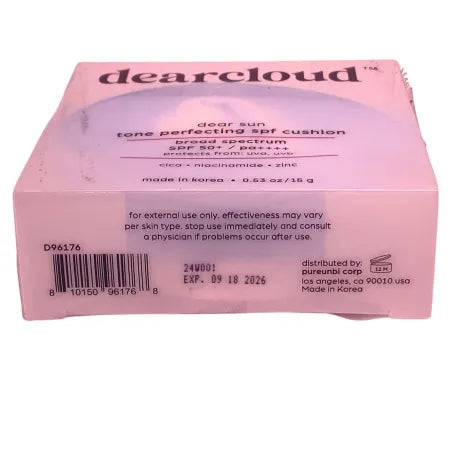 dearcloud™
dear sun
tone perfecting spf cushion
broad spectrum
SPF 50+ / pa++++
protects from: uva, uvb
cica • niacinamide • zinc
made in korea • 0.53 oz/15 g
for external use only. effectiveness may vary
per skin type. stop use immediately and consult
a physician if problems occur after use.
D96176
8 10150 96176 8
24W001
EXP. 09 18 2026
distributed by:
pureunbi corp
los angeles, ca 90010 usa
Made in Korea
12 M